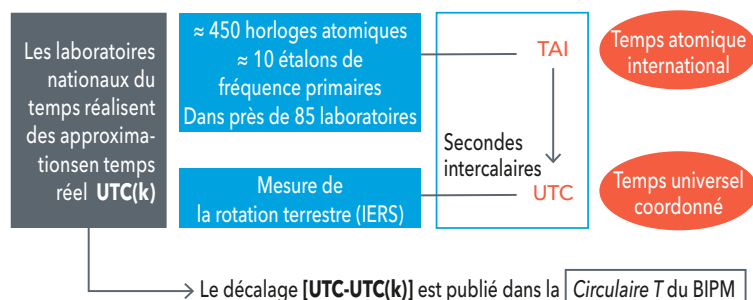 Les laboratoires
nationaux du
temps réalisent
des approxima-
tionsen temps
réel UTC(k)
≈ 450 horloges atomiques
≈ 10 étalons de
fréquence primaires
Dans près de 85 laboratoires
TAI
Temps atomique
international
Secondes
intercalaires
Mesure de
la rotation terrestre (IERS)
UTC
Temps universel
coordonné
Le décalage [UTC-UTC(k)] est publié dans la Circulaire T du BIPM